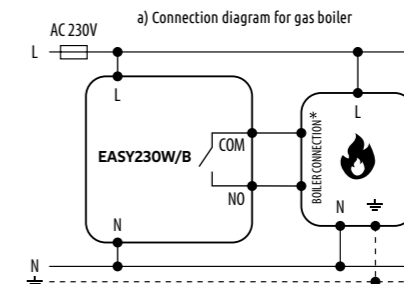 a) Connection diagram for gas boiler
AC 230V
L
L
L
EASY230W/B
COM
NO
BOILER CONNECTION*
N
N
N